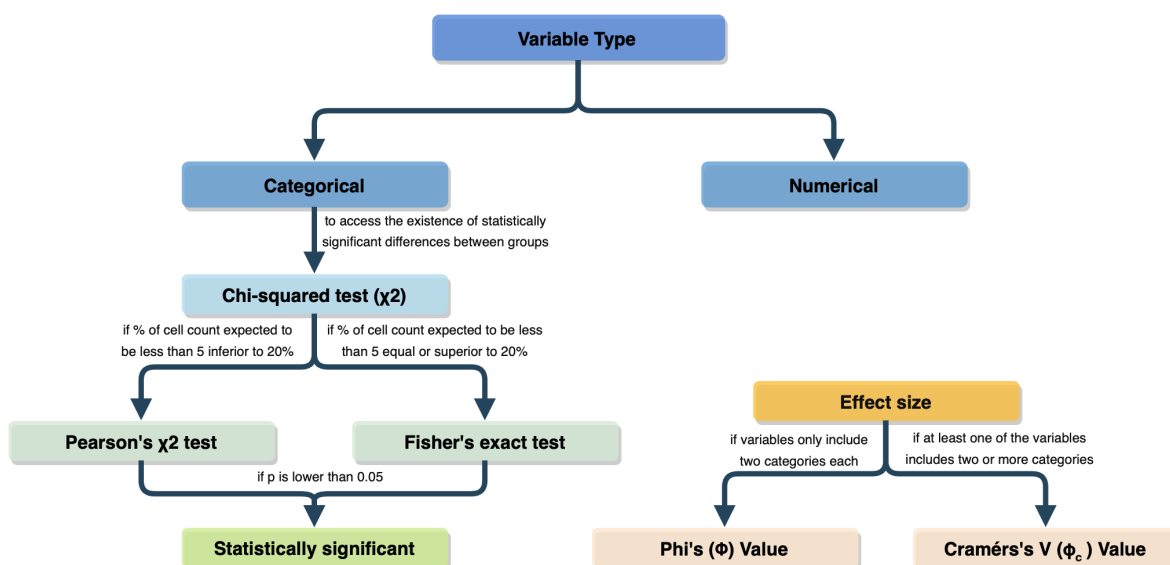 Variable Type
Categorical
Numerical
to access the existence of statistically
significant differences between groups
Chi-squared test (χ2)
if % of cell count expected to
be less than 5 inferior to 20%
if % of cell count expected to be less
than 5 equal or superior to 20%
Effect size
Pearson's χ2 test
Fisher's exact test
if variables only include
two categories each
if at least one of the variables
includes two or more categories
if p is lower than 0.05
Statistically significant
Phi's (Φ) Value
Cramérs's V (ϕc ) Value